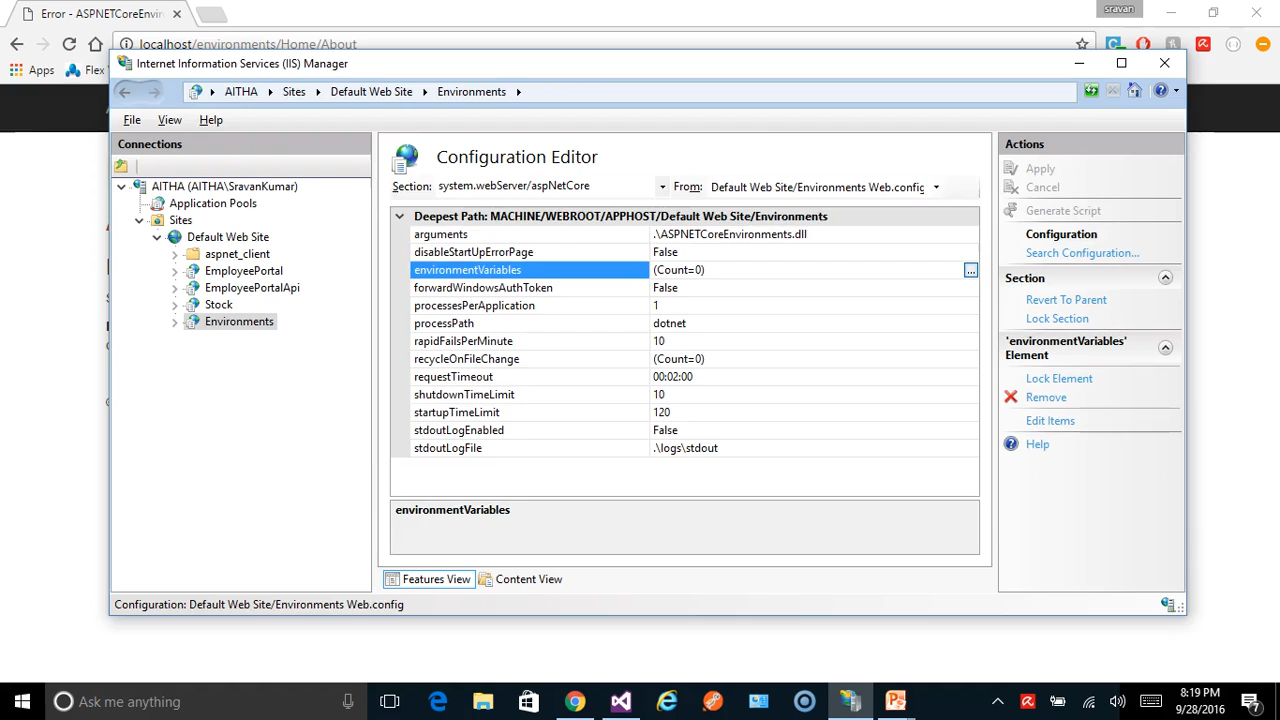 Error - ASPNETCoreEnvir
sravan
localhost/environments/Home/About
Apps
Flex
Internet Information Services (IIS) Manager
AITHA
Sites
Default Web Site
Environments
File
View
Help
Connections
AITHA (AITHA\SravanKumar)
Application Pools
Sites
Default Web Site
aspnet_client
EmployeePortal
EmployeePortalApi
Stock
Environments
Configuration Editor
Section: system.webServer/aspNetCore
From: Default Web Site/Environments Web.config
Deepest Path: MACHINE/WEBROOT/APPHOST/Default Web Site/Environments
arguments .\ASPNETCoreEnvironments.dll
disableStartUpErrorPage False
environmentVariables (Count=0) ...
forwardWindowsAuthToken False
processesPerApplication 1
processPath dotnet
rapidFailsPerMinute 10
recycleOnFileChange (Count=0)
requestTimeout 00:02:00
shutdownTimeLimit 10
startupTimeLimit 120
stdoutLogEnabled False
stdoutLogFile .\logs\stdout
environmentVariables
Features View
Content View
Actions
Apply
Cancel
Generate Script
Configuration
Search Configuration...
Section
Revert To Parent
Lock Section
'environmentVariables'
Element
Lock Element
Remove
Edit Items
Help
Configuration: Default Web Site/Environments Web.config
Ask me anything
8:19 PM
9/28/2016
7